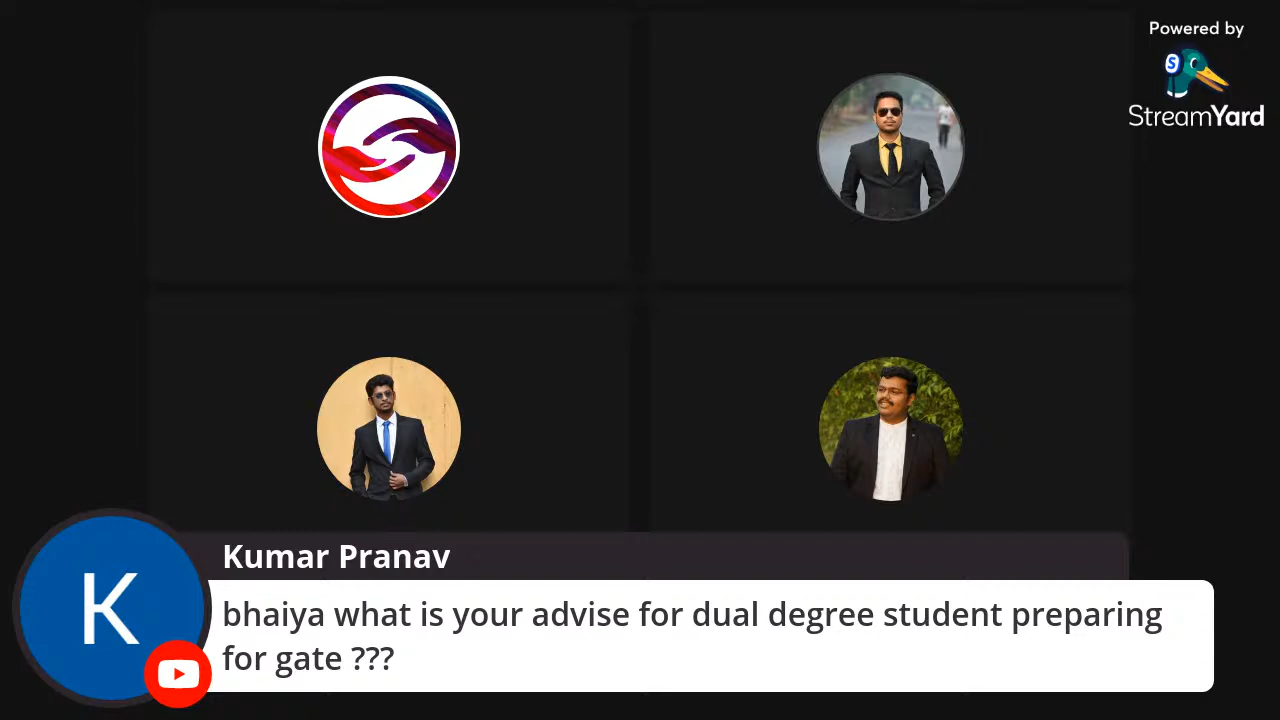 Powered by
StreamYard
S
K
Kumar Pranav
bhaiya what is your advise for dual degree student preparing
for gate ???